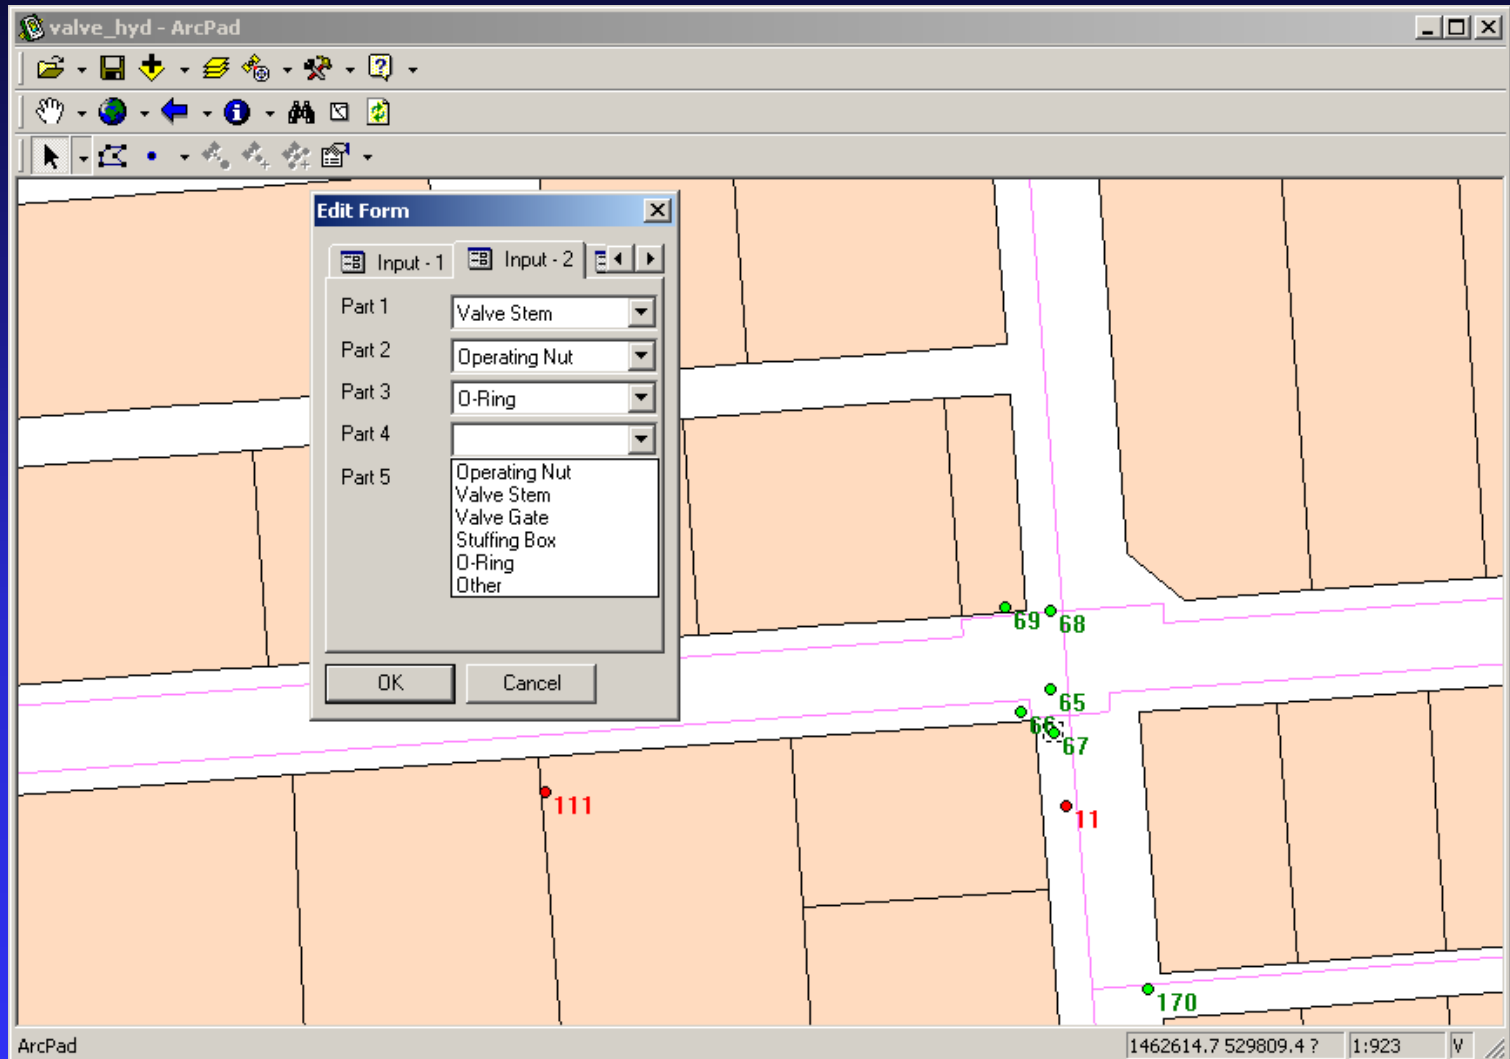 valve_hyd - ArcPad
Edit Form
Input - 1
Input - 2
Part 1
Valve Stem
Part 2
Operating Nut
Part 3
O-Ring
Part 4
Part 5
Operating Nut
Valve Stem
Valve Gate
Stuffing Box
O-Ring
Other
OK
Cancel
69
68
65
66
67
111
11
170
ArcPad
1462614.7 529809.4 ?
1:923
V